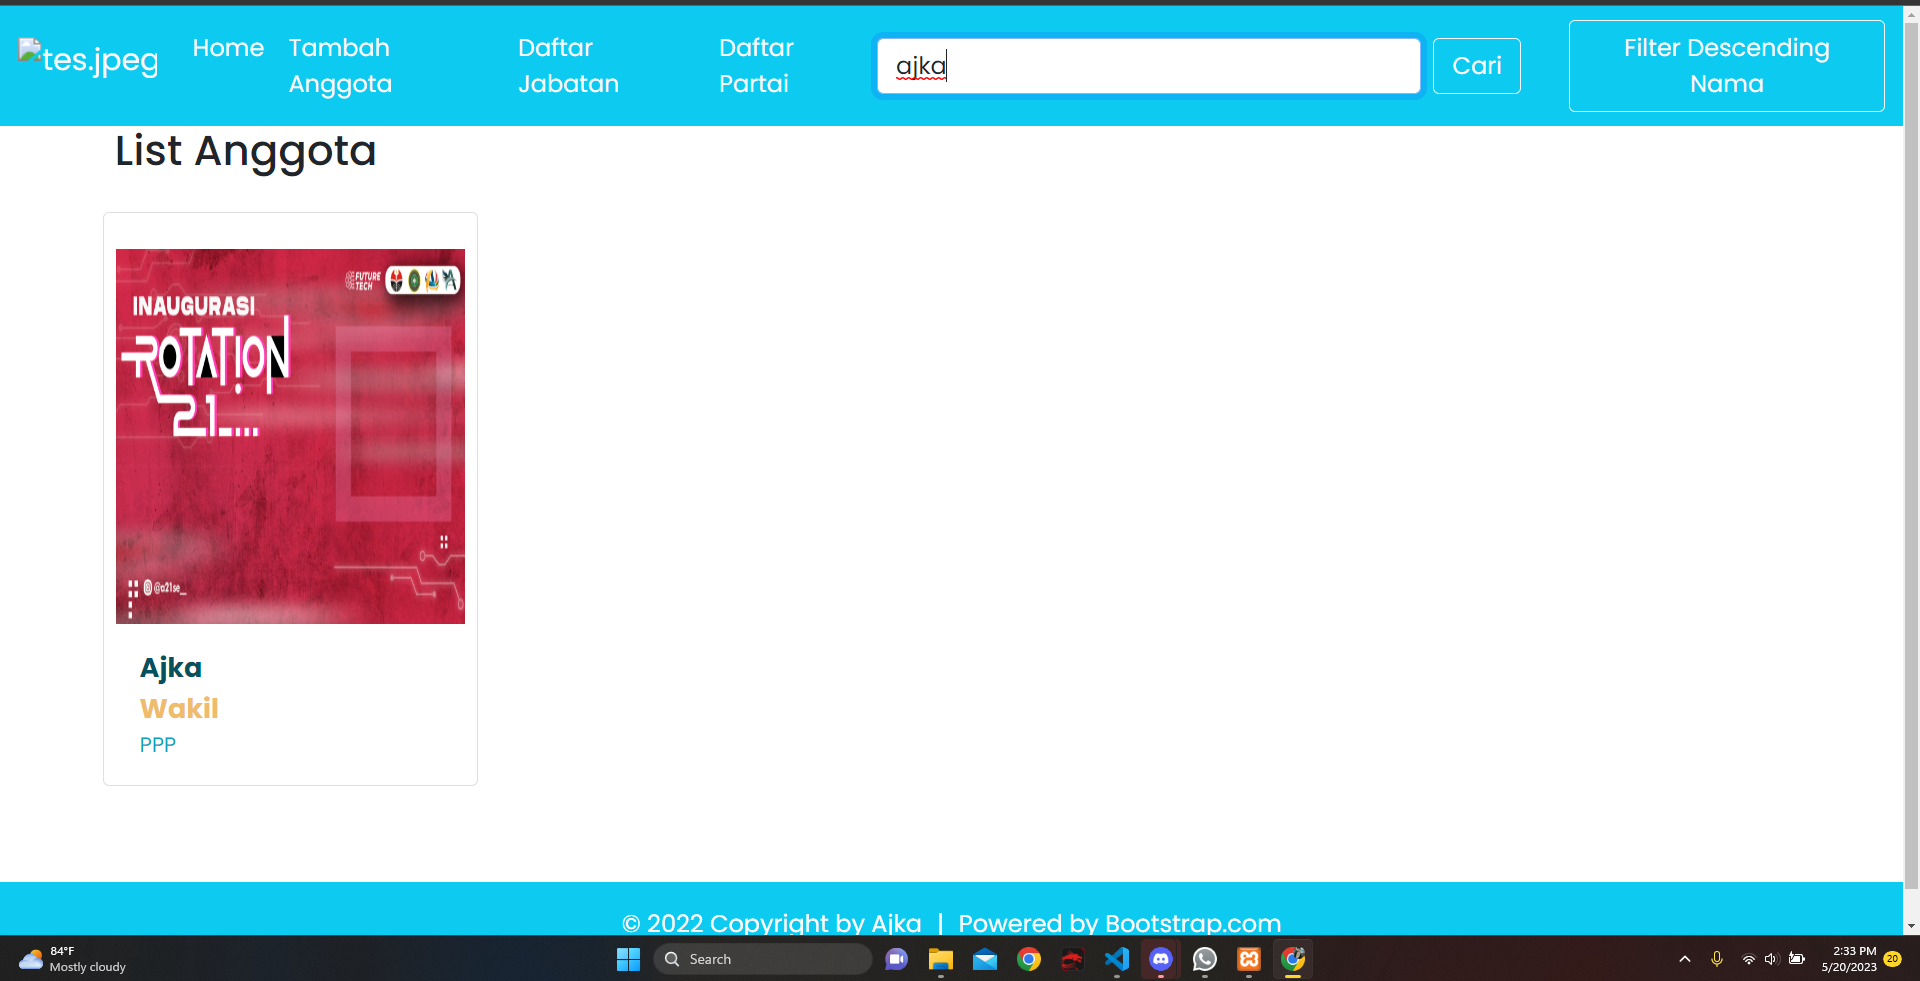 tes.jpeg
Home
Tambah
Anggota
Daftar
Jabatan
Daftar
Partai
ajka
Cari
Filter Descending
Nama
List Anggota
FUTURE
TECH
INAUGURASI
ROTATION
21_...
@a21se_
Ajka
Wakil
PPP
© 2022 Copyright by Ajka | Powered by Bootstrap.com
84°F
Mostly cloudy
Search
2:33 PM
5/20/2023
20